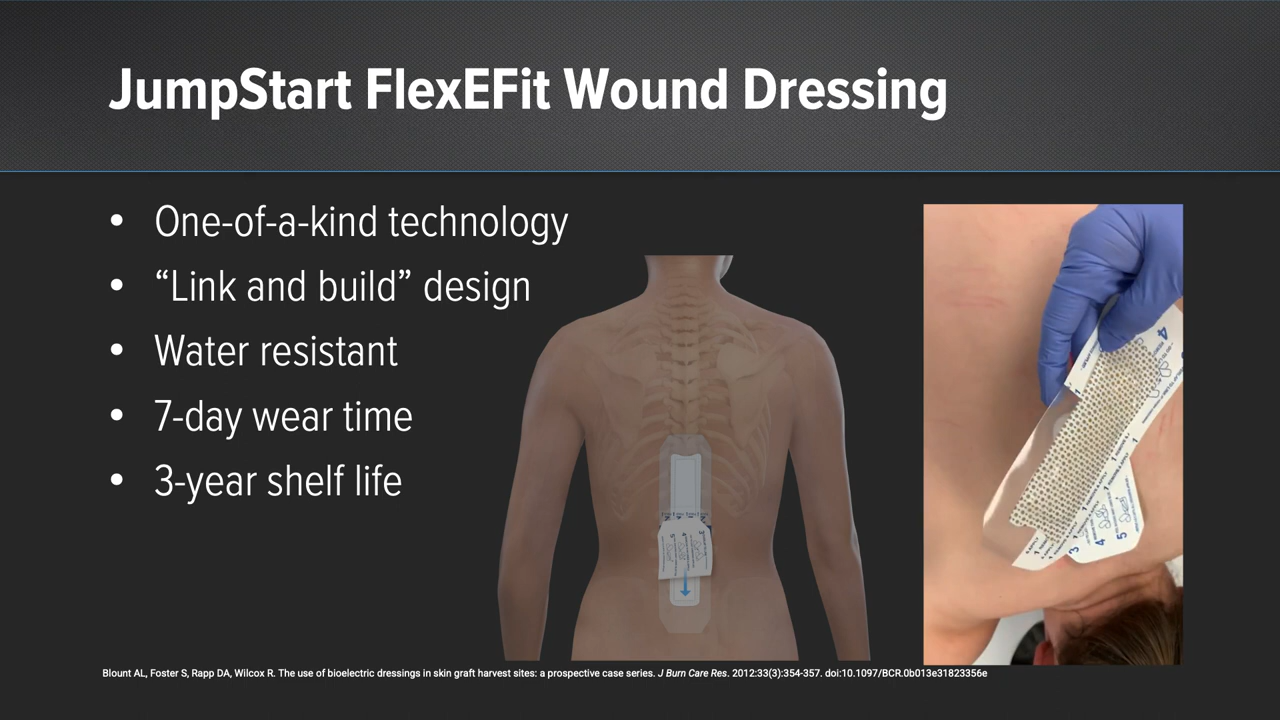 JumpStart FlexEFit Wound Dressing
• One-of-a-kind technology
• “Link and build” design
• Water resistant
• 7-day wear time
• 3-year shelf life
Blount AL, Foster S, Rapp DA, Wilcox R. The use of bioelectric dressings in skin graft harvest sites: a prospective case series. J Burn Care Res. 2012:33(3):354-357. doi:10.1097/BCR.0b013e31823356e